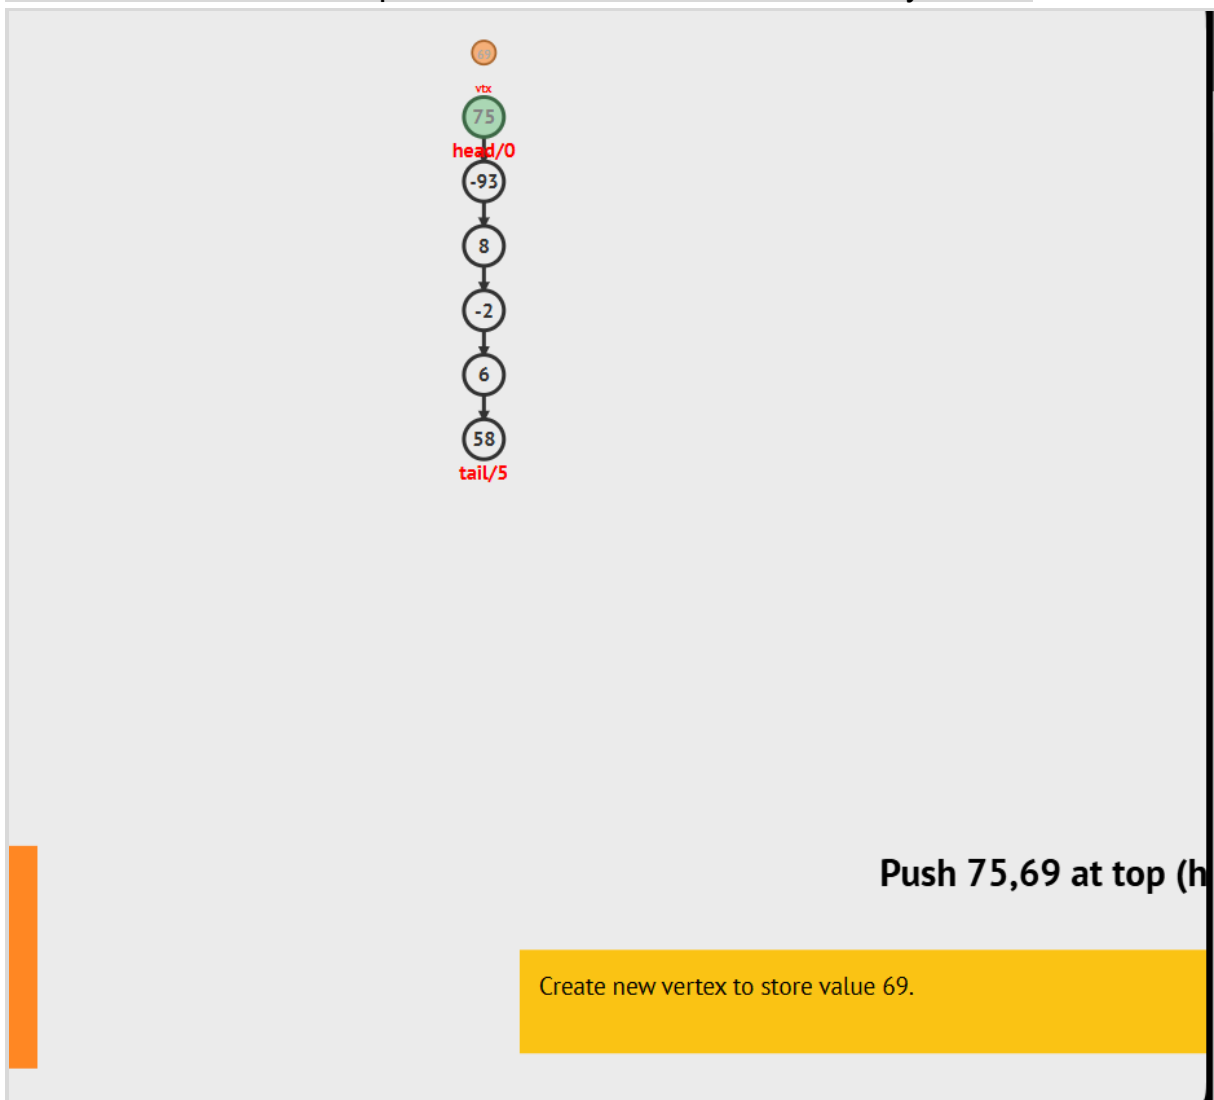 69
vtx
75
head/0
-93
8
-2
6
58
tail/5
Push 75,69 at top (h
Create new vertex to store value 69.